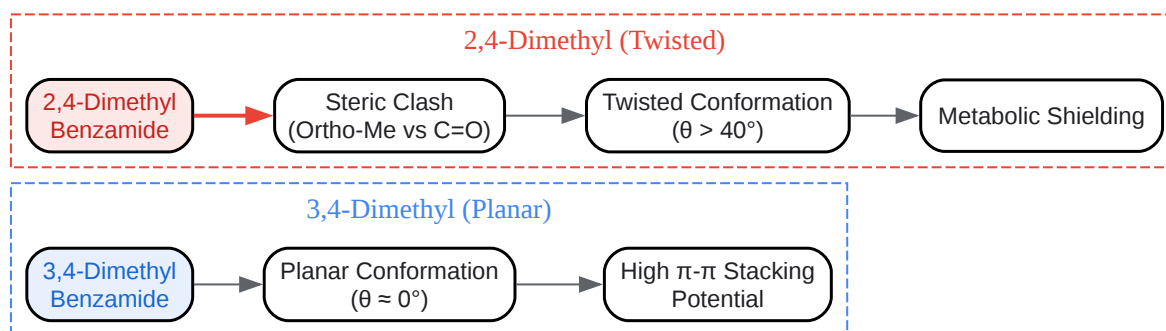 2,4-Dimethyl (Twisted)
2,4-Dimethyl
Benzamide
Steric Clash
(Ortho-Me vs C=O)
Twisted Conformation
(θ > 40°)
Metabolic Shielding
3,4-Dimethyl (Planar)
3,4-Dimethyl
Benzamide
Planar Conformation
(θ ≈ 0°)
High π-π Stacking
Potential